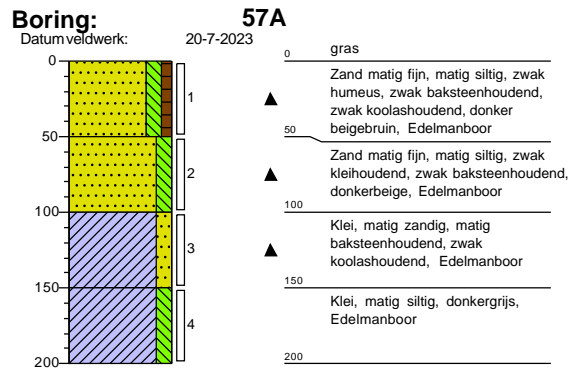 Boring: 57A
Datum veldwerk: 20-7-2023
0
50
100
150
200
1
2
3
4
0 gras
Zand matig fijn, matig siltig, zwak
humeus, zwak baksteenhoudend,
zwak koolashoudend, donker
beigebruin, Edelmanboor
50
Zand matig fijn, matig siltig, zwak
kleihoudend, zwak baksteenhoudend,
donkerbeige, Edelmanboor
100
Klei, matig zandig, matig
baksteenhoudend, zwak
koolashoudend, Edelmanboor
150
Klei, matig siltig, donkergrijs,
Edelmanboor
200